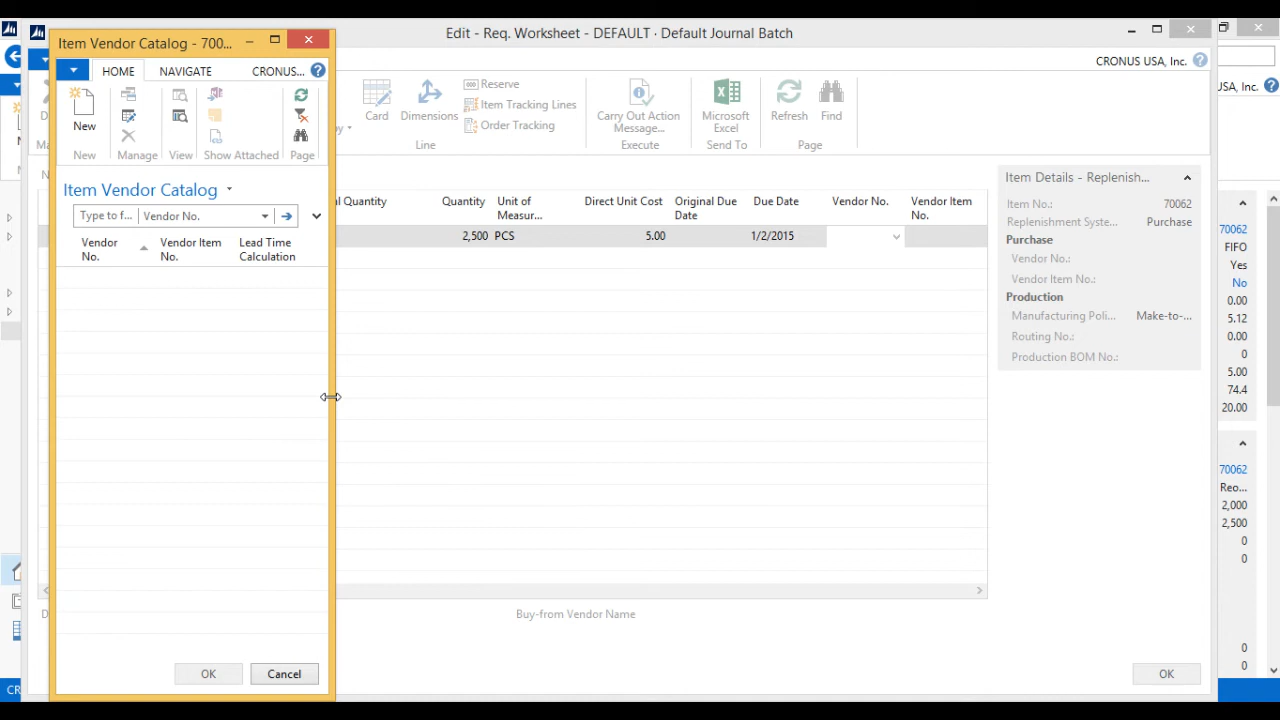 Item Vendor Catalog - 700...
Edit - Req. Worksheet - DEFAULT · Default Journal Batch
HOME
NAVIGATE
CRONUS...
CRONUS USA, Inc.
USA, Inc.
New
New
Manage
View
Show Attached
Page
Card
Dimensions
Line
Reserve
Item Tracking Lines
Order Tracking
Carry Out Action
Message...
Execute
Microsoft
Excel
Send To
Refresh
Find
Page
Item Vendor Catalog
Type to f...
Vendor No.
Vendor
No.
Vendor Item
No.
Lead Time
Calculation
Quantity
Quantity
Unit of
Measur...
Direct Unit Cost
Original Due
Date
Due Date
Vendor No.
Vendor Item
No.
2,500
PCS
5.00
1/2/2015
Item Details - Replenish...
Item No.:
70062
Replenishment Syste...
Purchase
Purchase
Vendor No.:
Vendor Item No.:
Production
Manufacturing Poli...
Make-to-...
Routing No.:
Production BOM No.:
70062
FIFO
Yes
No
0.00
5.12
0.00
0
5.00
74.4
20.00
70062
Reo...
2,000
2,500
0
0
0
0
Buy-from Vendor Name
OK
Cancel
OK
CR